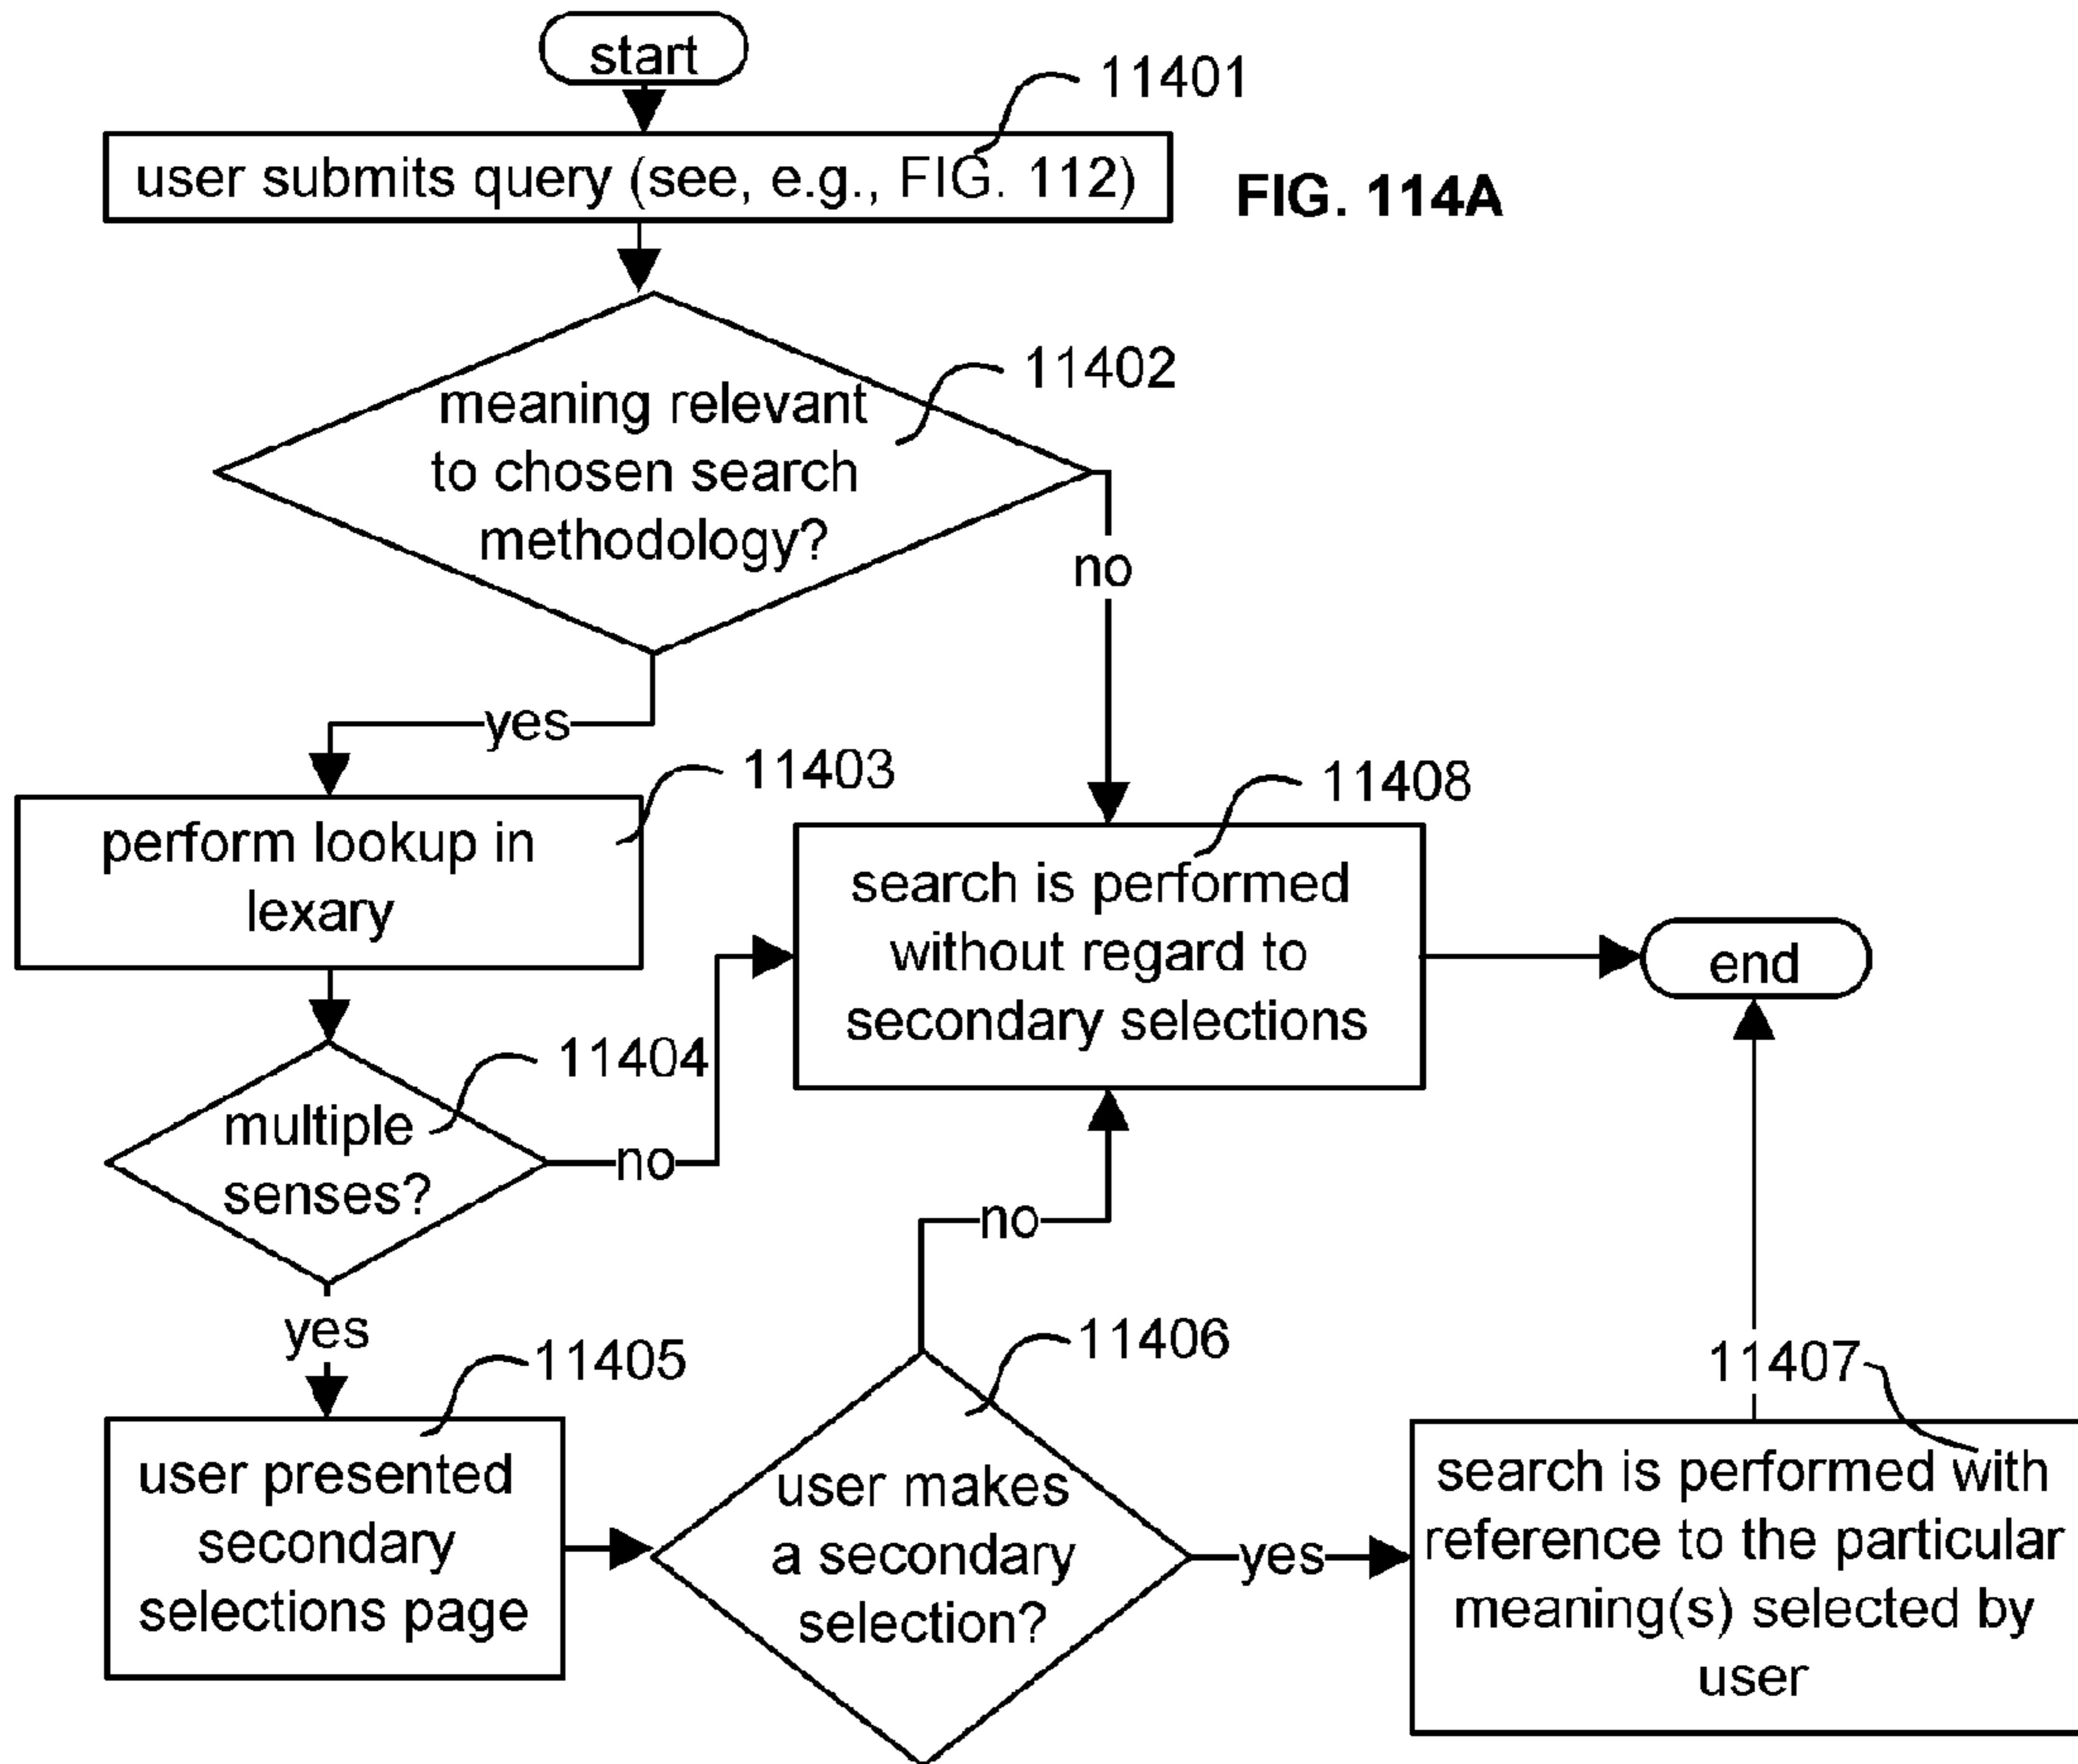 start
11401
user submits query (see, e.g., FIG. 112)
FIG. 114A
11402
meaning relevant
to chosen search
methodology?
no
yes
11403
perform lookup in
lexary
11408
search is performed
without regard to
secondary selections
end
11404
multiple
senses?
no
no
yes
11405
user presented
secondary
selections page
11406
user makes
a secondary
selection?
yes
11407
search is performed with
reference to the particular
meaning(s) selected by
user